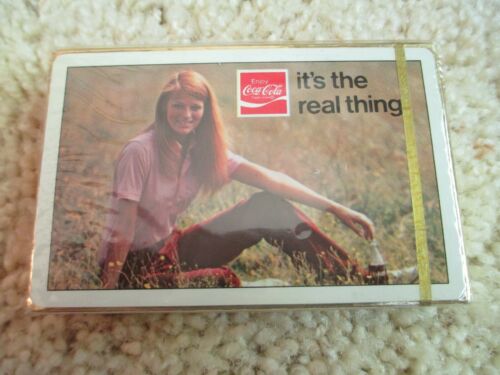 Enjoy
Coca-Cola
it's the
real thing